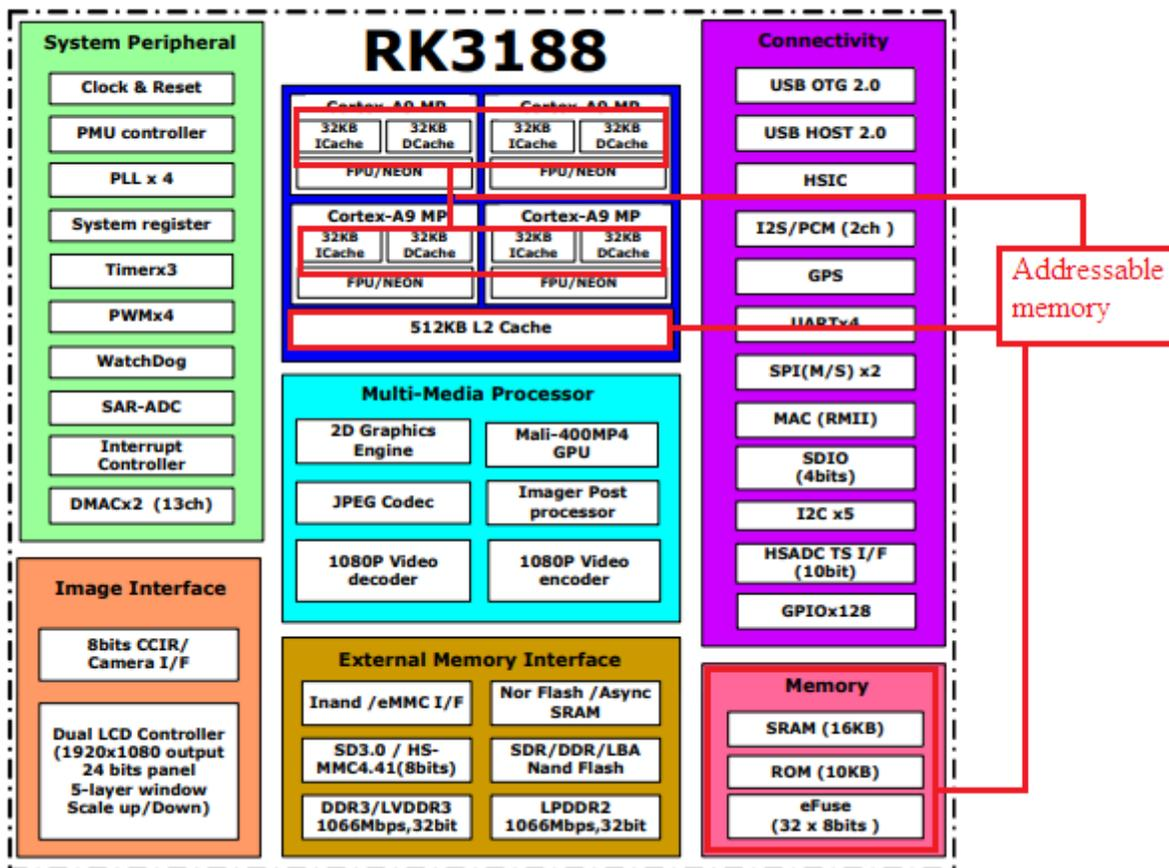 System Peripheral
Clock & Reset
PMU controller
PLL x 4
System register
Timerx3
PWMx4
WatchDog
SAR-ADC
Interrupt
Controller
DMACx2 (13ch)
Image Interface
8bits CCIR/
Camera I/F
Dual LCD Controller
(1920x1080 output
24 bits panel
5-layer window
Scale up/Down)
RK3188
Cortex-A9 MP
32KB
ICache
32KB
DCache
FPU/NEON
Cortex-A9 MP
32KB
ICache
32KB
DCache
FPU/NEON
Cortex-A9 MP
32KB
ICache
32KB
DCache
FPU/NEON
Cortex-A9 MP
32KB
ICache
32KB
DCache
FPU/NEON
512KB L2 Cache
Multi-Media Processor
2D Graphics
Engine
Mali-400MP4
GPU
JPEG Codec
Imager Post
processor
1080P Video
decoder
1080P Video
encoder
External Memory Interface
Inand /eMMC I/F
Nor Flash /Async
SRAM
SD3.0 / HS-
MMC4.41(8bits)
SDR/DDR/LBA
Nand Flash
DDR3/LVDDR3
1066Mbps,32bit
LPDDR2
1066Mbps,32bit
Connectivity
USB OTG 2.0
USB HOST 2.0
HSIC
I2S/PCM (2ch )
GPS
UARTx4
SPI(M/S) x2
MAC (RMII)
SDIO
(4bits)
I2C x5
HSADC TS I/F
(10bit)
GPIOx128
Memory
SRAM (16KB)
ROM (10KB)
eFuse
(32 x 8bits )
Addressable
memory